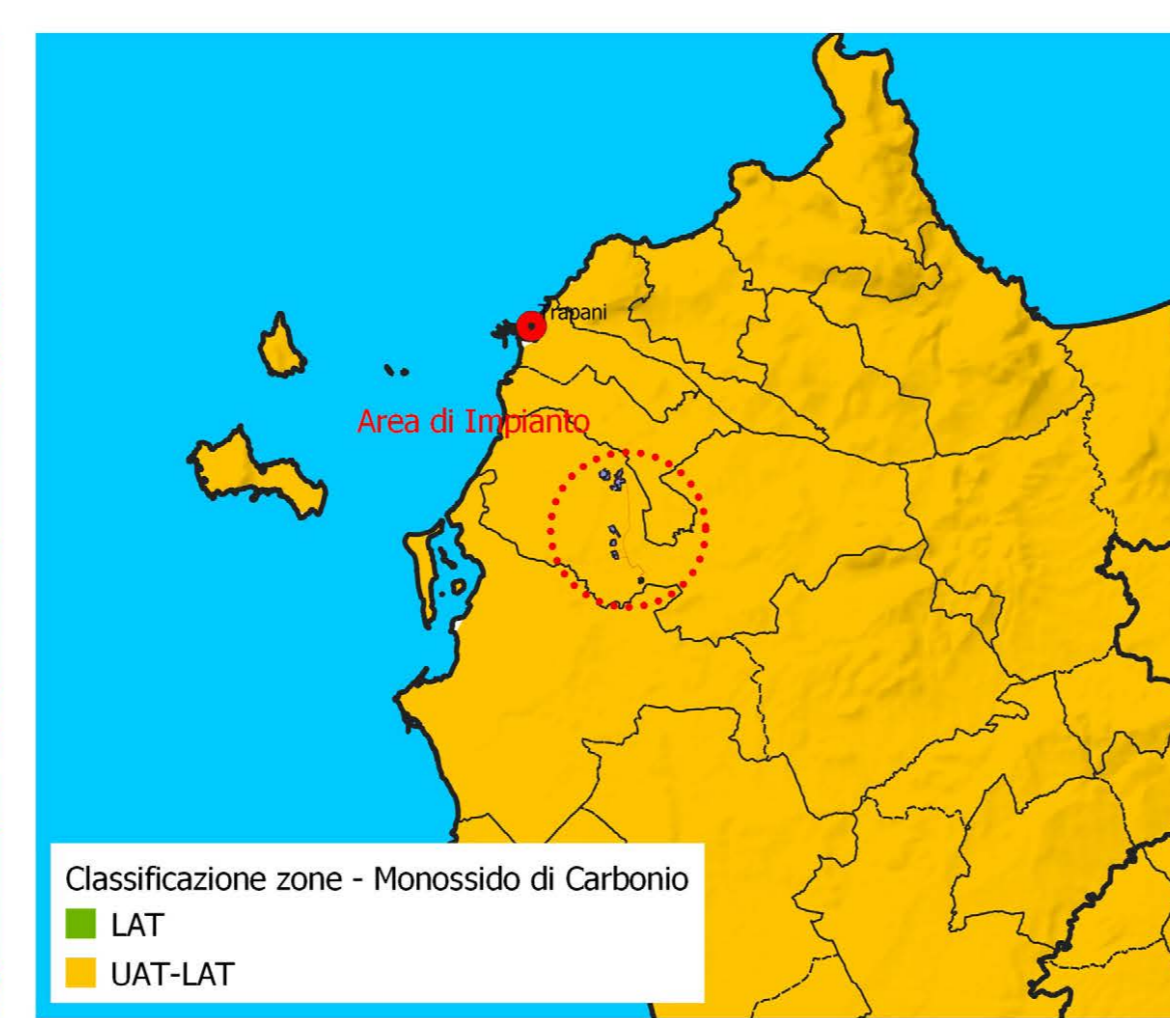 Trapani
Area di Impianto
Classificazione zone - Monossido di Carbonio
LAT
UAT-LAT